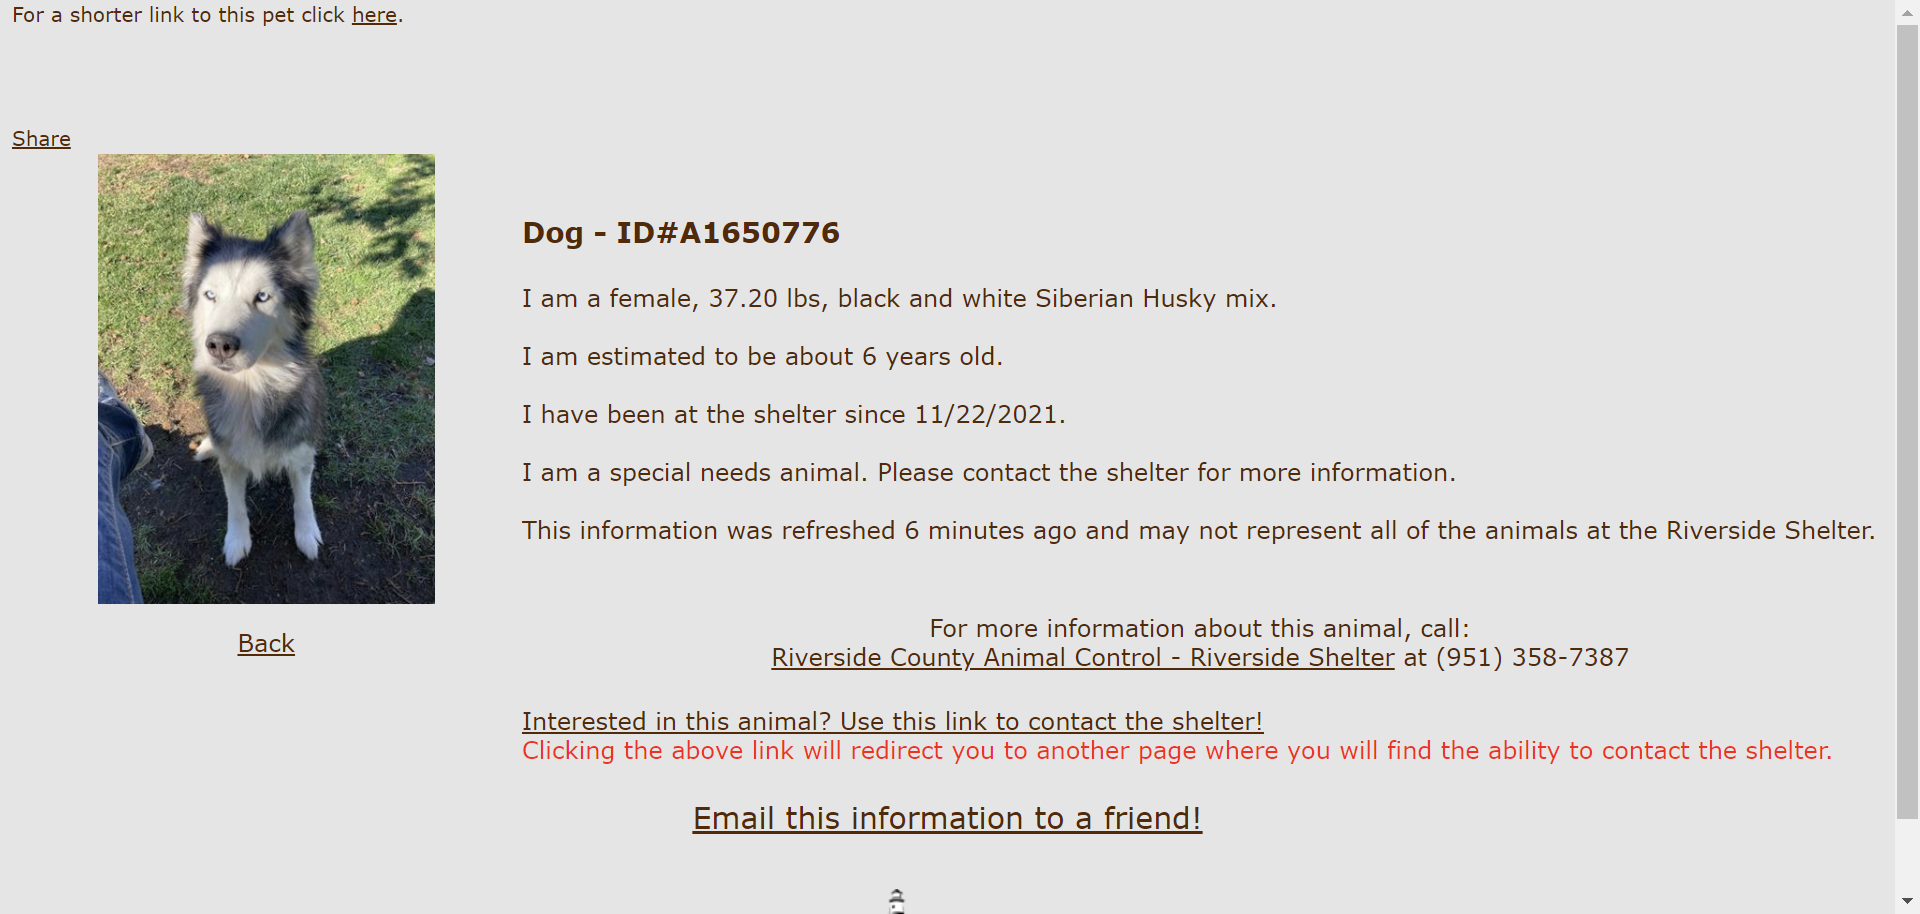 For a shorter link to this pet click here.
Share
Dog - ID#A1650776
I am a female, 37.20 lbs, black and white Siberian Husky mix.
I am estimated to be about 6 years old.
I have been at the shelter since 11/22/2021.
I am a special needs animal. Please contact the shelter for more information.
This information was refreshed 6 minutes ago and may not represent all of the animals at the Riverside Shelter.
Back
For more information about this animal, call:
Riverside County Animal Control - Riverside Shelter at (951) 358-7387
Interested in this animal? Use this link to contact the shelter!
Clicking the above link will redirect you to another page where you will find the ability to contact the shelter.
Email this information to a friend!